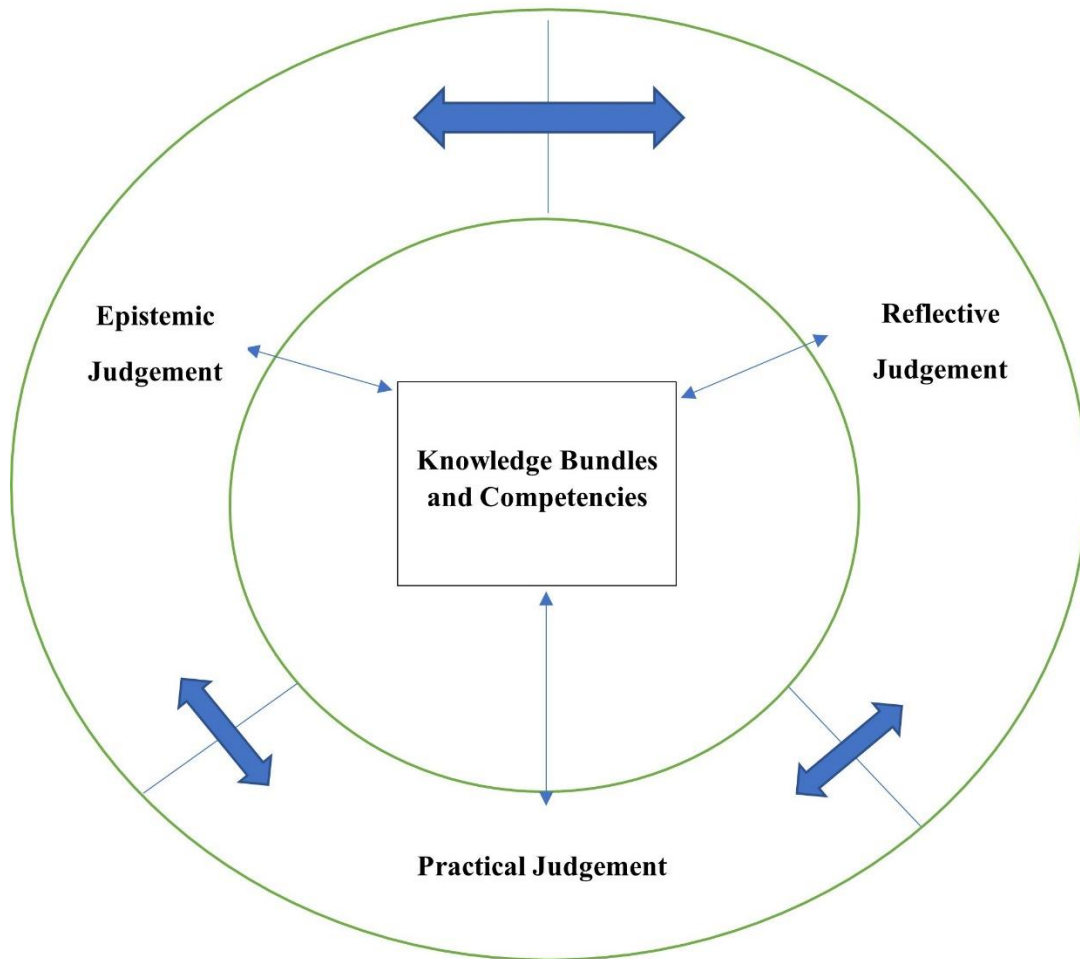 Epistemic
Judgement
Reflective
Judgement
Knowledge Bundles
and Competencies
Practical Judgement